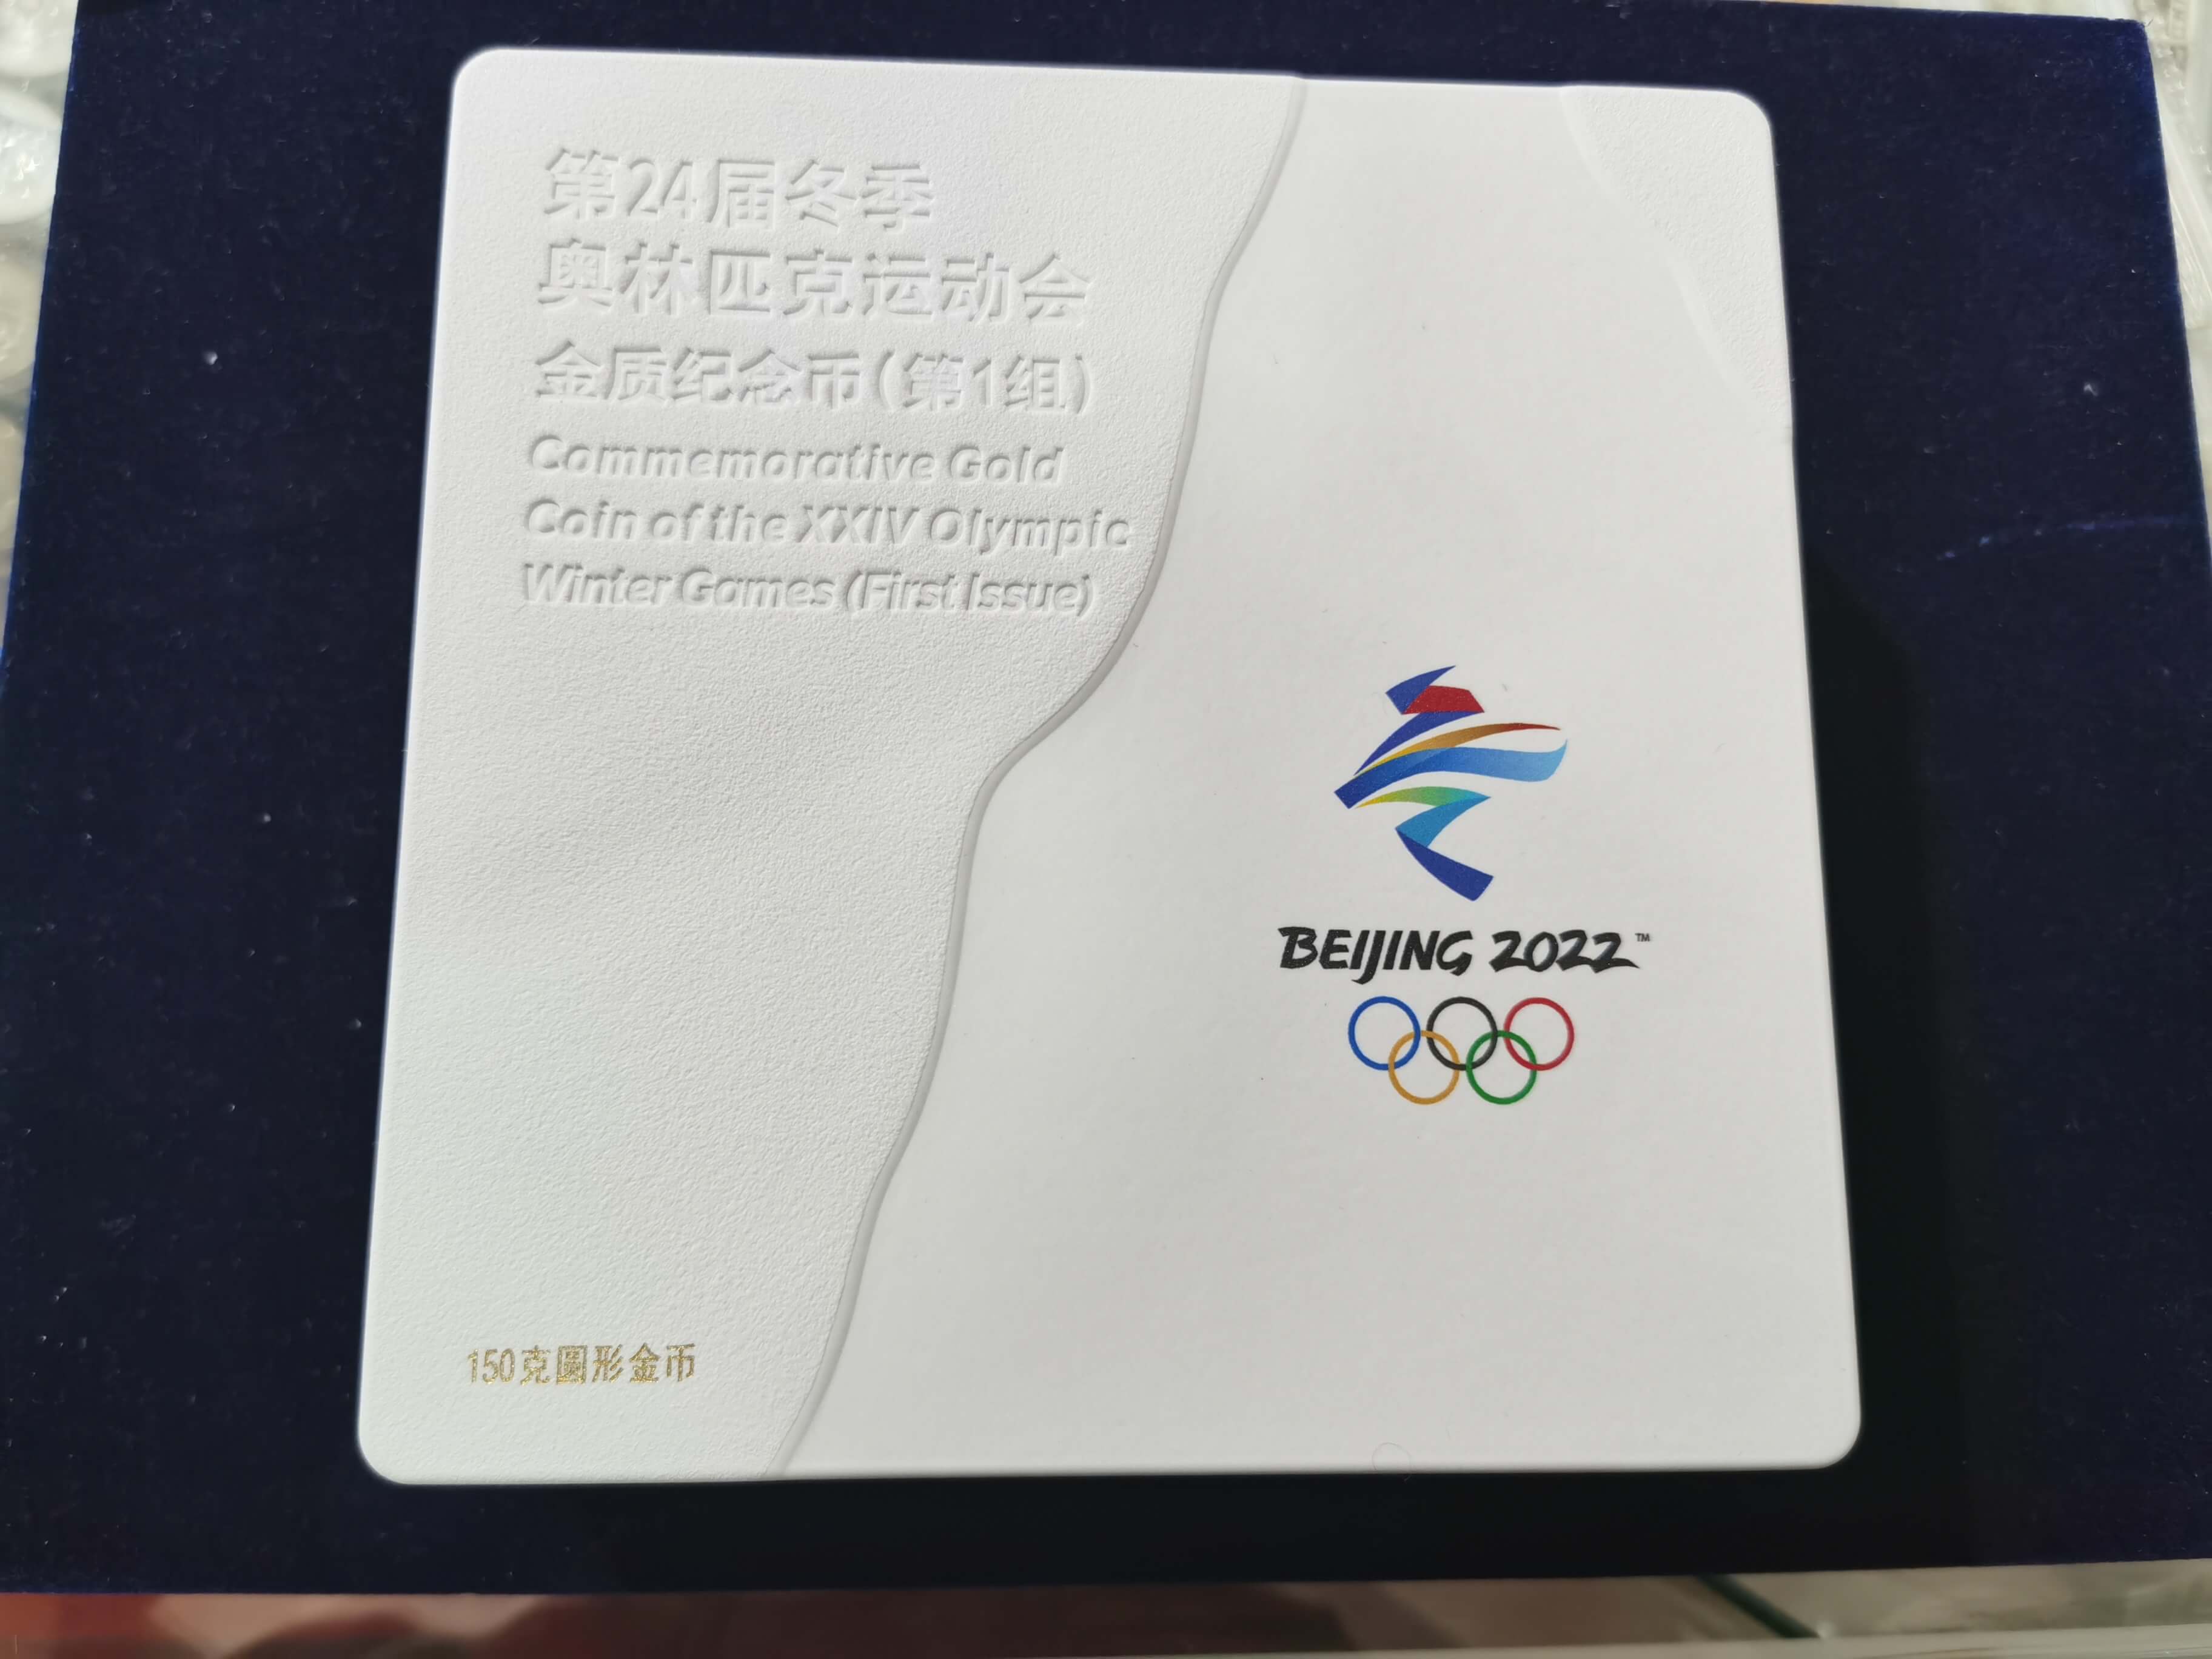 第24届冬季
奥林匹克运动会
金质纪念币(第1组)
Commemorative Gold
Coin of the XXIV Olympic
Winter Games (First Issue)
BEIJING 2022™
150克圆形金币